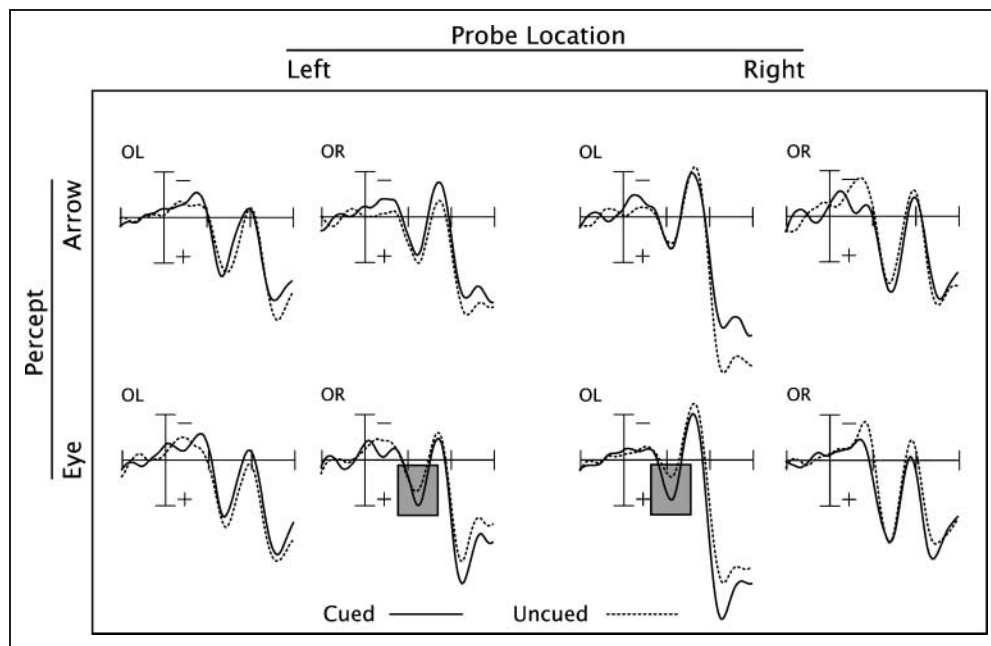 Probe Location
Left Right
Percept
Arrow
OL OR OL OR
− − − −
+ + + +
Eye
OL OR OL OR
− − − −
+ + + +
Cued Uncued